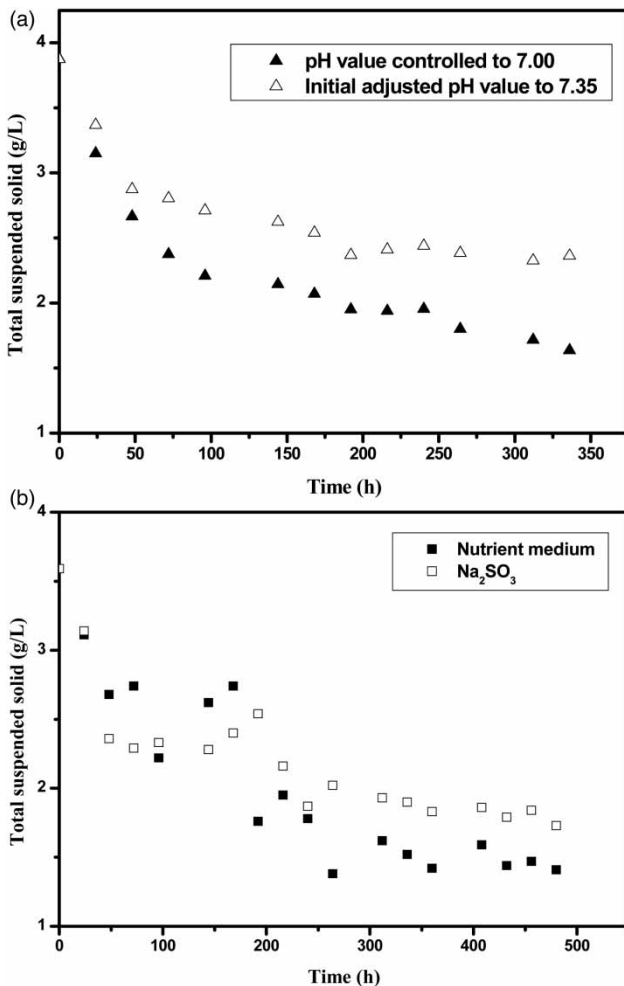 (a)
4
pH value controlled to 7.00
Initial adjusted pH value to 7.35
3
Total suspended solid (g/L)
2
1
0 50 100 150 200 250 300 350
Time (h)
(b)
4
Nutrient medium
Na₂SO₃
3
Total suspended solid (g/L)
2
1
0 100 200 300 400 500
Time (h)